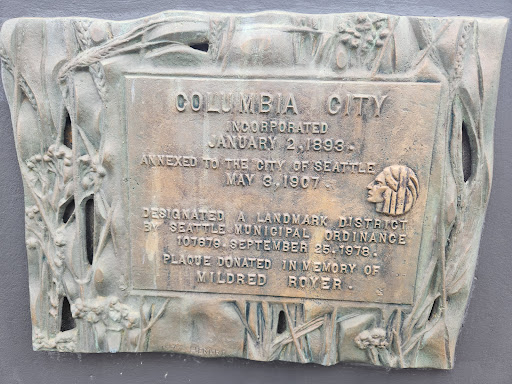 COLUMBIA CITY
INCORPORATED
JANUARY 2, 1893.
ANNEXED TO THE CITY OF SEATTLE
MAY 3, 1907.
DESIGNATED A LANDMARK DISTRICT
BY SEATTLE MUNICIPAL ORDINANCE
107679. SEPTEMBER 25. 1978.
PLAQUE DONATED IN MEMORY OF
MILDRED ROYER.